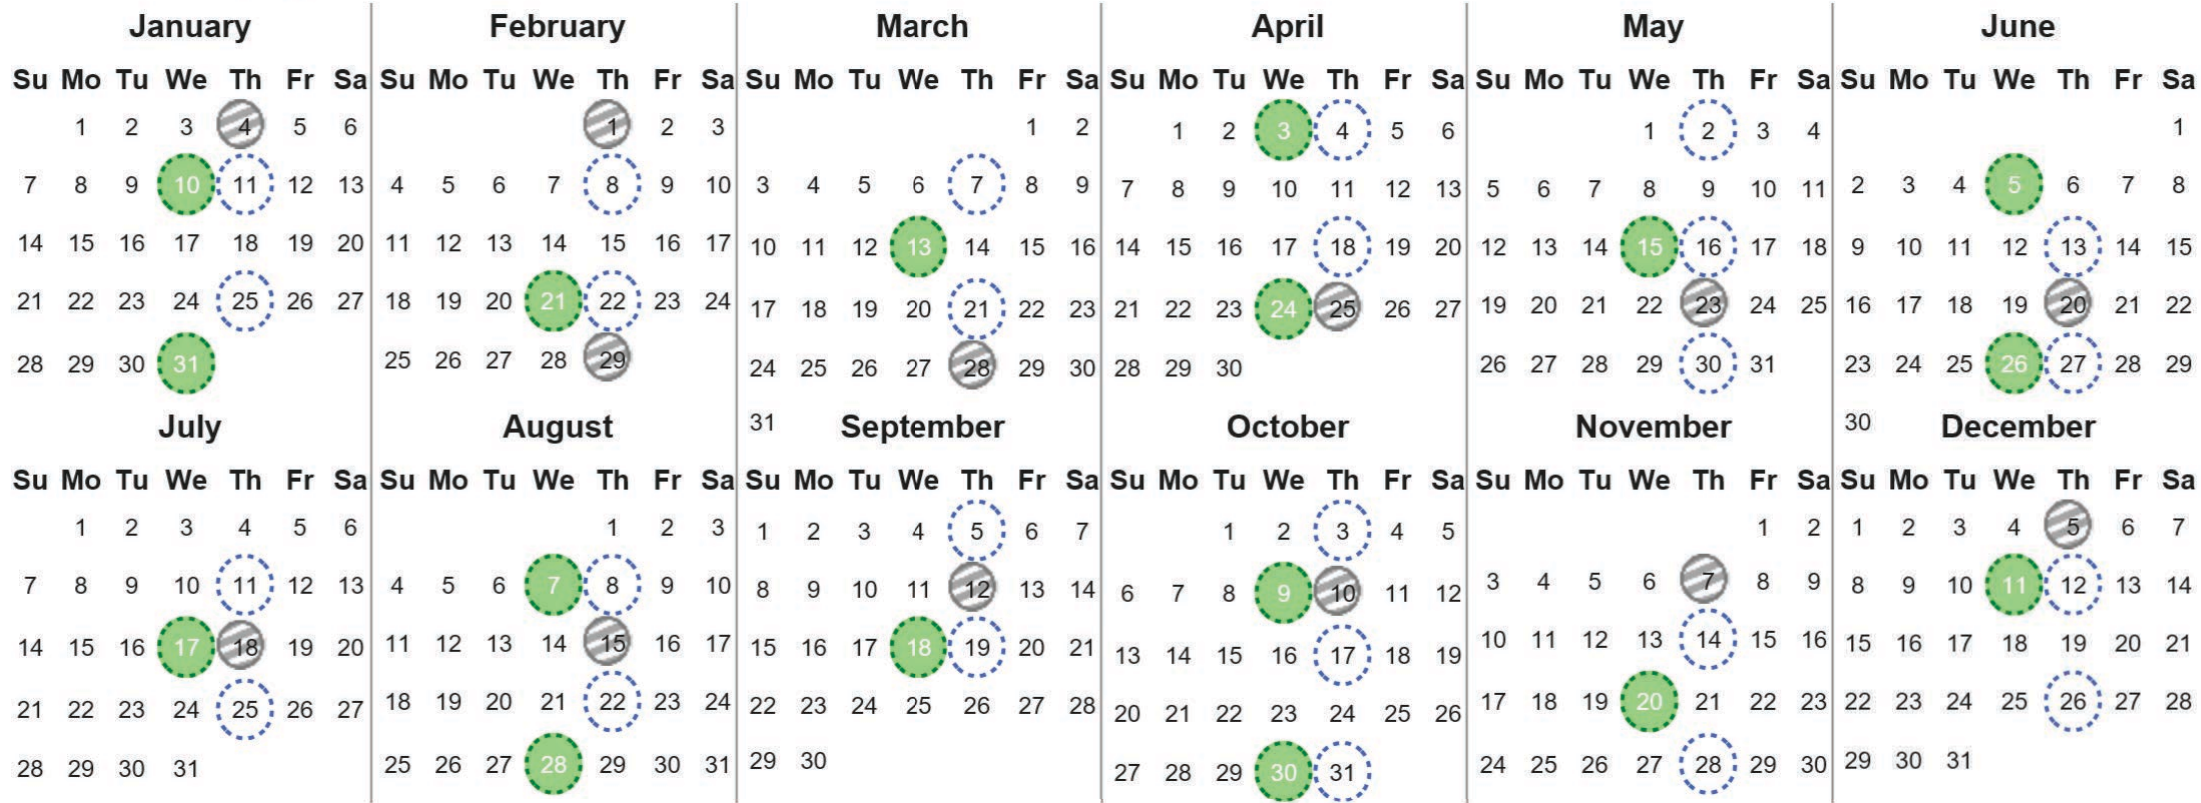 January
Su Mo Tu We Th Fr Sa
1 2 3 4 5 6
7 8 9 10 11 12 13
14 15 16 17 18 19 20
21 22 23 24 25 26 27
28 29 30 31
February
Su Mo Tu We Th Fr Sa
1 2 3
4 5 6 7 8 9 10
11 12 13 14 15 16 17
18 19 20 21 22 23 24
25 26 27 28 29
March
Su Mo Tu We Th Fr Sa
1 2
3 4 5 6 7 8 9
10 11 12 13 14 15 16
17 18 19 20 21 22 23
24 25 26 27 28 29 30
31
April
Su Mo Tu We Th Fr Sa
1 2 3 4 5 6
7 8 9 10 11 12 13
14 15 16 17 18 19 20
21 22 23 24 25 26 27
28 29 30
May
Su Mo Tu We Th Fr Sa
1 2 3 4
5 6 7 8 9 10 11
12 13 14 15 16 17 18
19 20 21 22 23 24 25
26 27 28 29 30 31
June
Su Mo Tu We Th Fr Sa
1
2 3 4 5 6 7 8
9 10 11 12 13 14 15
16 17 18 19 20 21 22
23 24 25 26 27 28 29
30
July
Su Mo Tu We Th Fr Sa
1 2 3 4 5 6
7 8 9 10 11 12 13
14 15 16 17 18 19 20
21 22 23 24 25 26 27
28 29 30 31
August
Su Mo Tu We Th Fr Sa
1 2 3
4 5 6 7 8 9 10
11 12 13 14 15 16 17
18 19 20 21 22 23 24
25 26 27 28 29 30 31
September
Su Mo Tu We Th Fr Sa
1 2 3 4 5 6 7
8 9 10 11 12 13 14
15 16 17 18 19 20 21
22 23 24 25 26 27 28
29 30
October
Su Mo Tu We Th Fr Sa
1 2 3 4 5
6 7 8 9 10 11 12
13 14 15 16 17 18 19
20 21 22 23 24 25 26
27 28 29 30 31
November
Su Mo Tu We Th Fr Sa
1 2
3 4 5 6 7 8 9
10 11 12 13 14 15 16
17 18 19 20 21 22 23
24 25 26 27 28 29 30
December
Su Mo Tu We Th Fr Sa
1 2 3 4 5 6 7
8 9 10 11 12 13 14
15 16 17 18 19 20 21
22 23 24 25 26 27 28
29 30 31